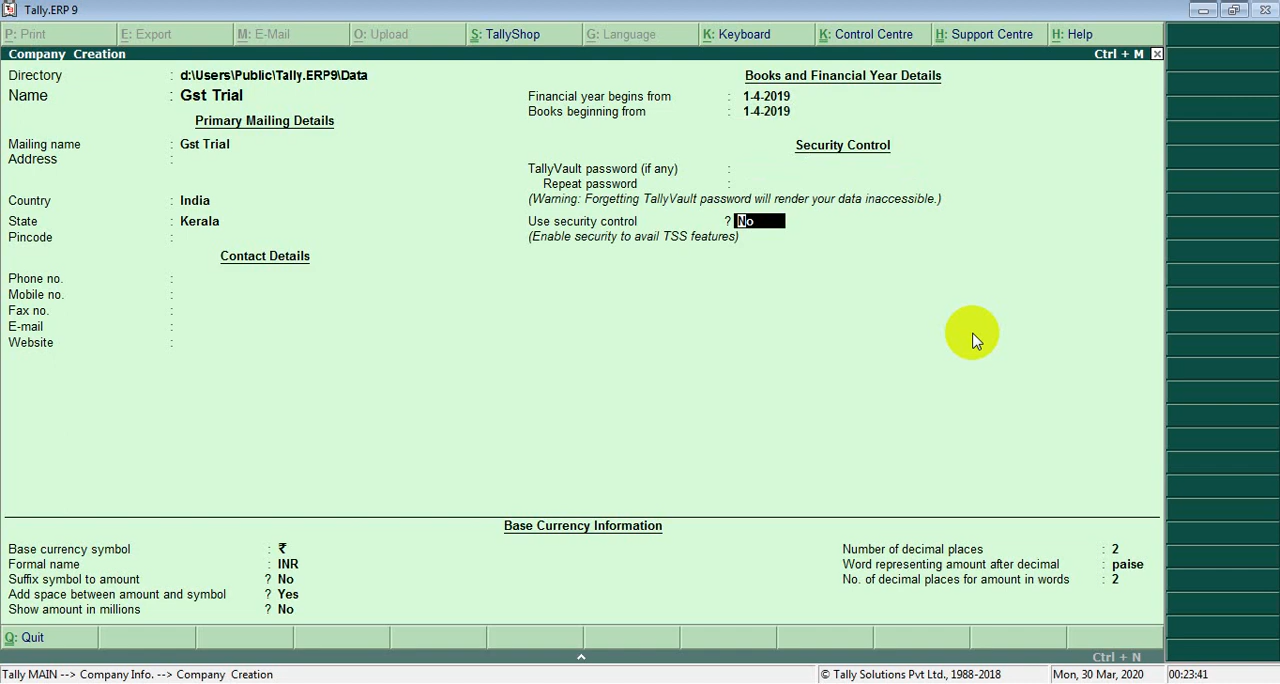 Tally.ERP 9
P: Print E: Export M: E-Mail O: Upload S: TallyShop G: Language K: Keyboard K: Control Centre H: Support Centre H: Help
Company Creation Ctrl + M
Directory : d:\Users\Public\Tally.ERP9\Data
Name : Gst Trial
Primary Mailing Details
Mailing name : Gst Trial
Address :
Country : India
State : Kerala
Pincode :
Contact Details
Phone no. :
Mobile no. :
Fax no. :
E-mail :
Website :
Books and Financial Year Details
Financial year begins from : 1-4-2019
Books beginning from : 1-4-2019
Security Control
TallyVault password (if any) :
Repeat password :
(Warning: Forgetting TallyVault password will render your data inaccessible.)
Use security control ? No
(Enable security to avail TSS features)
Base Currency Information
Base currency symbol : ₹
Formal name : INR
Suffix symbol to amount ? No
Add space between amount and symbol ? Yes
Show amount in millions ? No
Number of decimal places : 2
Word representing amount after decimal : paise
No. of decimal places for amount in words : 2
Q: Quit
Ctrl + N
Tally MAIN --> Company Info. --> Company Creation © Tally Solutions Pvt Ltd., 1988-2018 Mon, 30 Mar, 2020 00:23:41